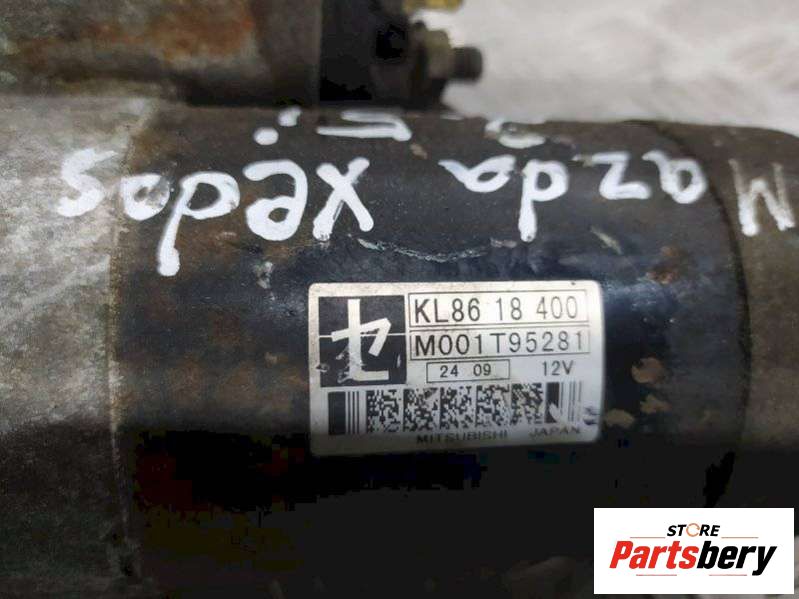 Mazda xedos
KL86 18 400
M001T95281
24 09 12V
MITSUBISHI JAPAN
STORE
Partsbery